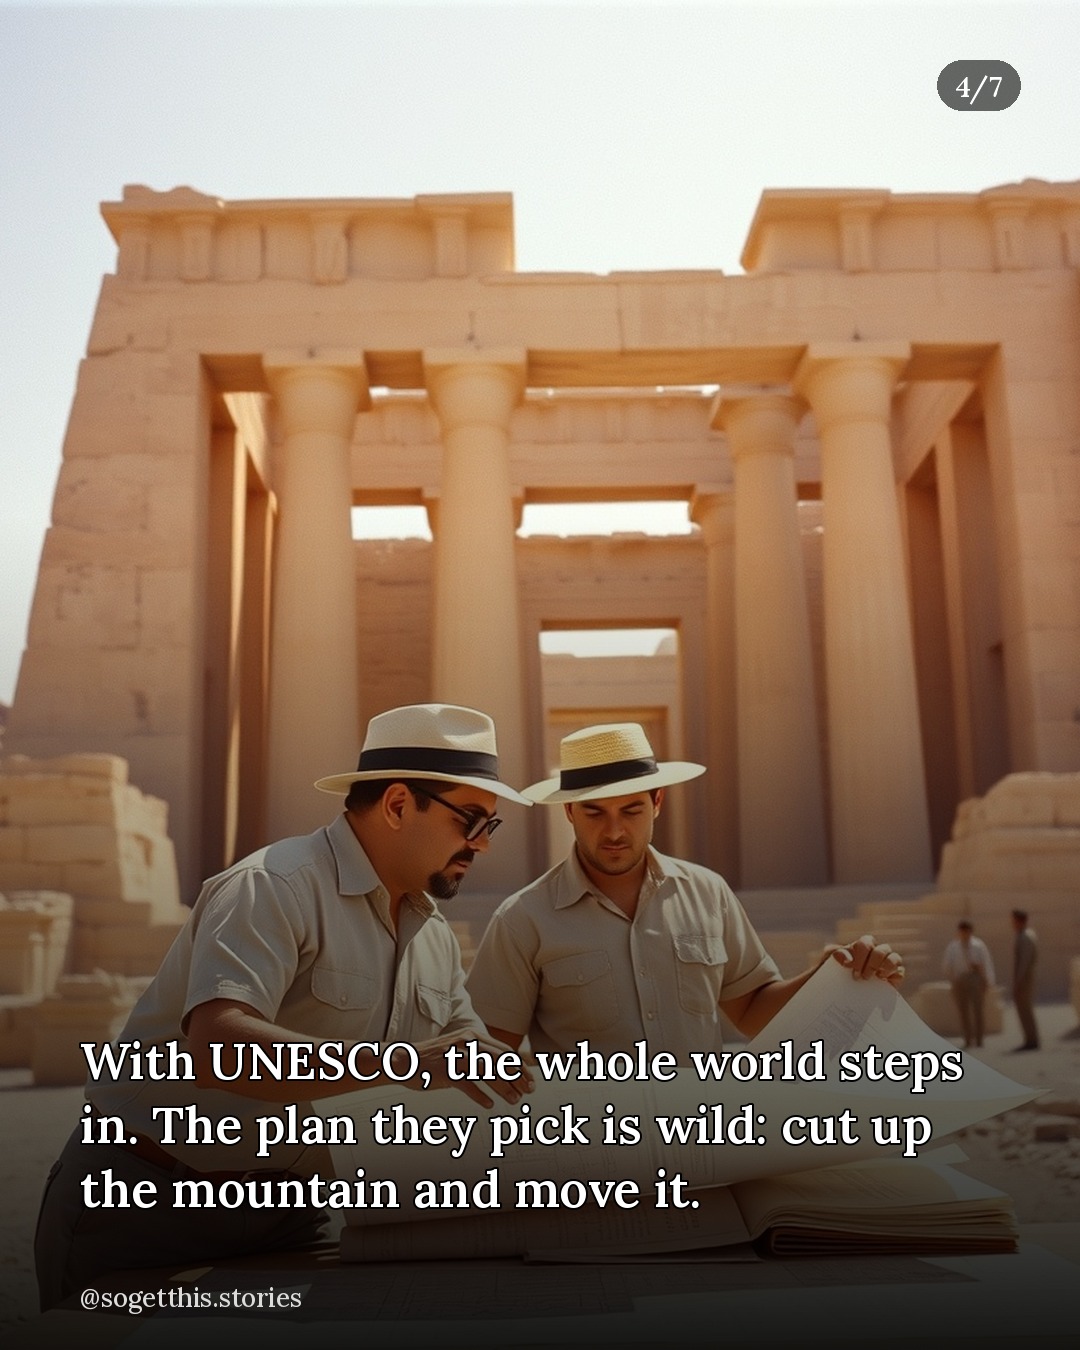 4/7
With UNESCO, the whole world steps
in. The plan they pick is wild: cut up
the mountain and move it.
@sogetthis.stories